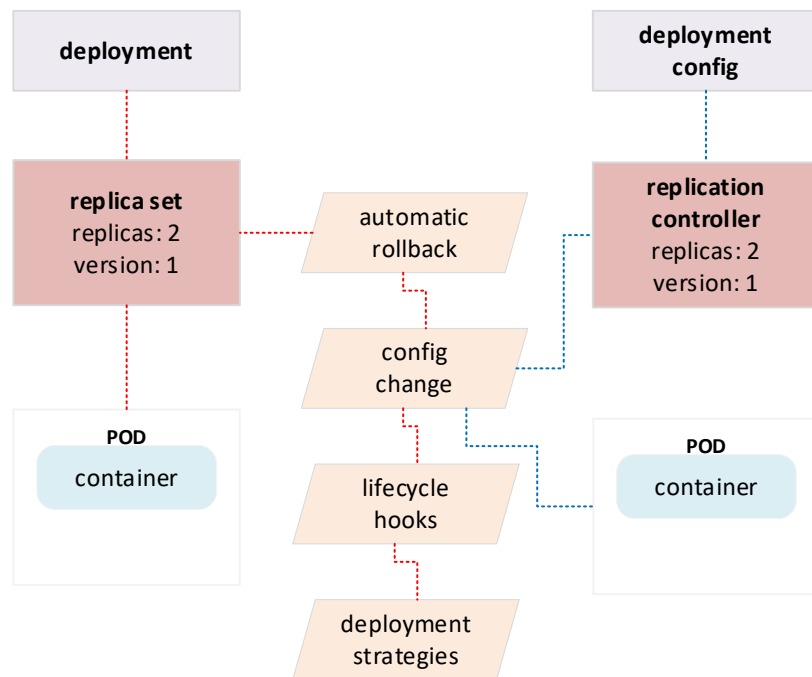 deployment
deployment
config
replica set
replicas: 2
version: 1
automatic
rollback
replication
controller
replicas: 2
version: 1
config
change
POD
container
POD
container
lifecycle
hooks
deployment
strategies